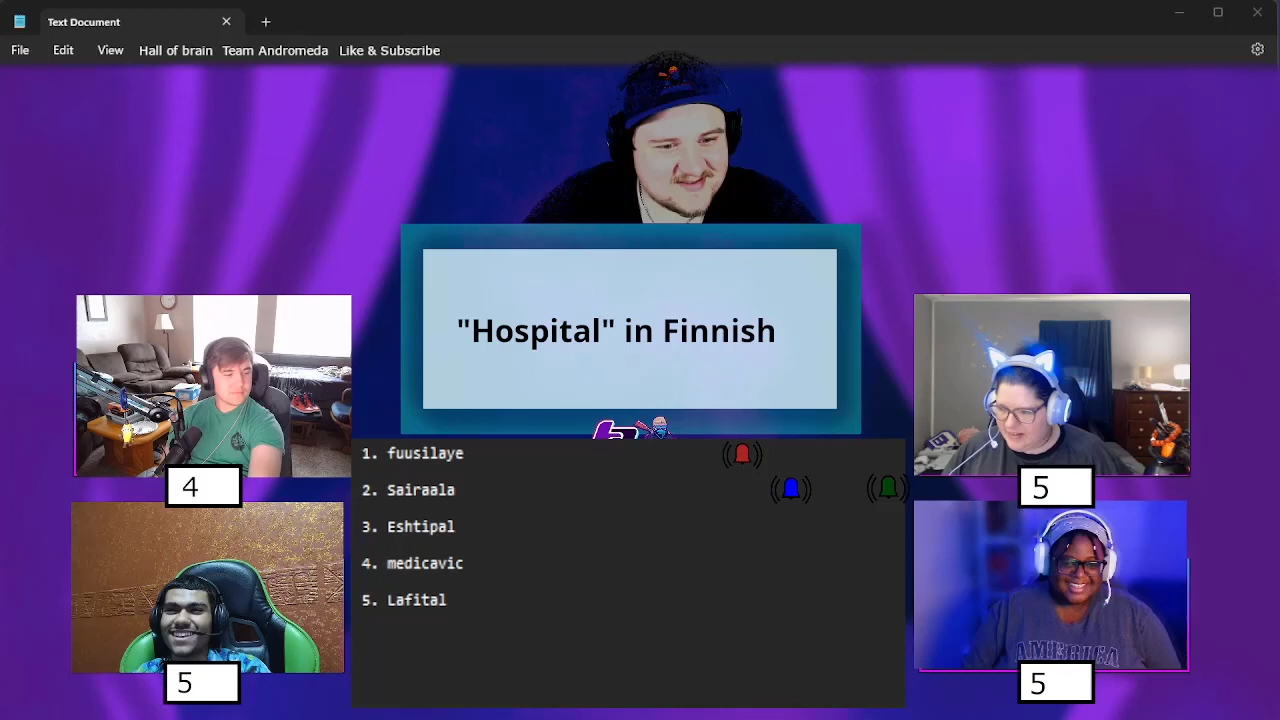 Text Document
File Edit View Hall of brain Team Andromeda Like & Subscribe
"Hospital" in Finnish
1. fuusilaye
2. Sairaala
3. Eshtipal
4. medicavic
5. Lafital
4
5
5
5
AMERICA